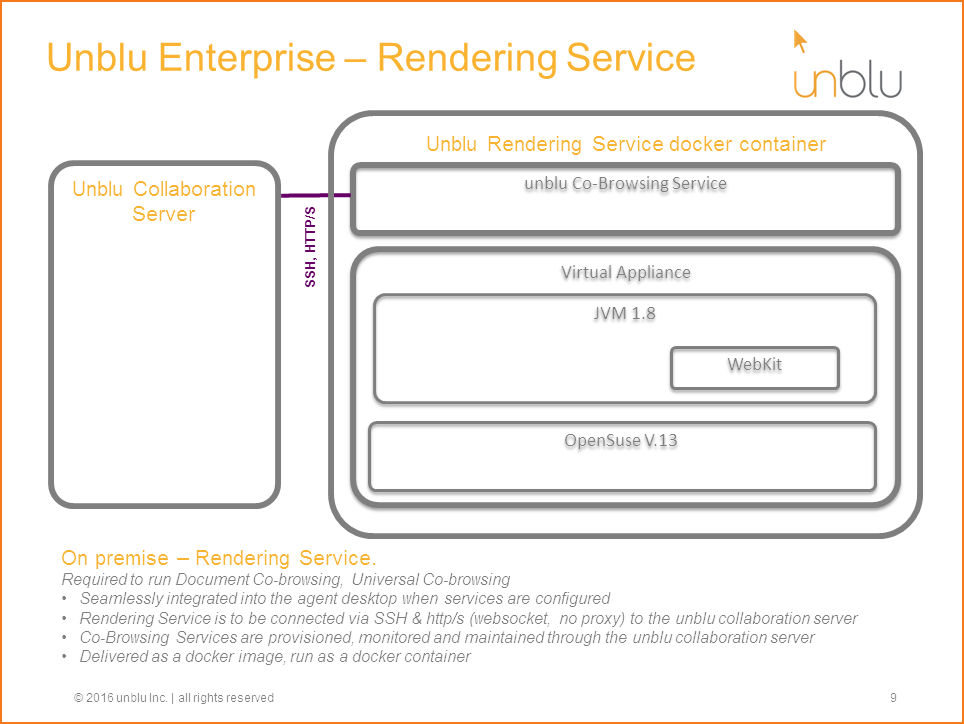 Unblu Enterprise – Rendering Service
unblu
Unblu Rendering Service docker container
Unblu Collaboration
Server
SSH, HTTP/S
unblu Co-Browsing Service
Virtual Appliance
JVM 1.8
WebKit
OpenSuse V.13
On premise – Rendering Service.
Required to run Document Co-browsing, Universal Co-browsing
• Seamlessly integrated into the agent desktop when services are configured
• Rendering Service is to be connected via SSH & http/s (websocket, no proxy) to the unblu collaboration server
• Co-Browsing Services are provisioned, monitored and maintained through the unblu collaboration server
• Delivered as a docker image, run as a docker container
© 2016 unblu Inc. | all rights reserved
9